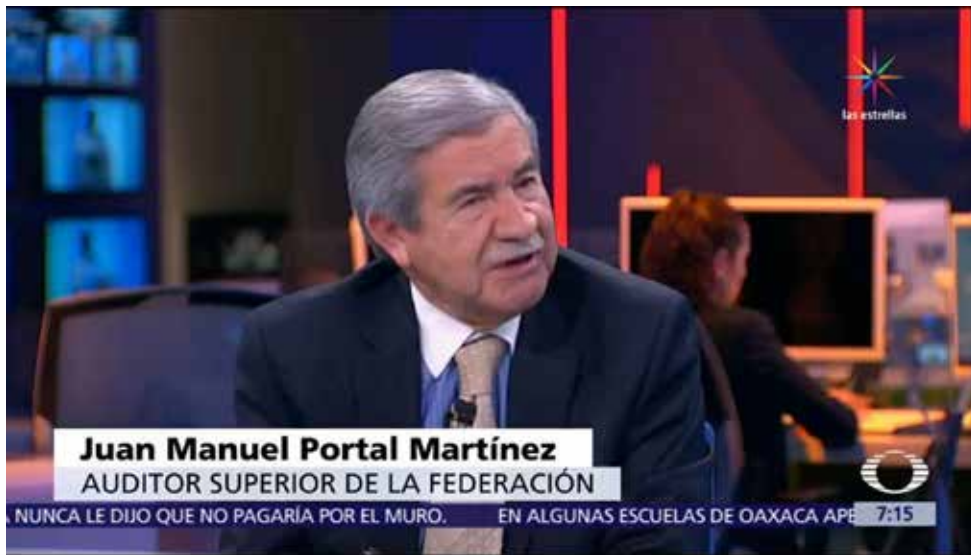 las estrellas
Juan Manuel Portal Martínez
AUDITOR SUPERIOR DE LA FEDERACIÓN
NUNCA LE DIJO QUE NO PAGARÍA POR EL MURO. EN ALGUNAS ESCUELAS DE OAXACA APE 7:15